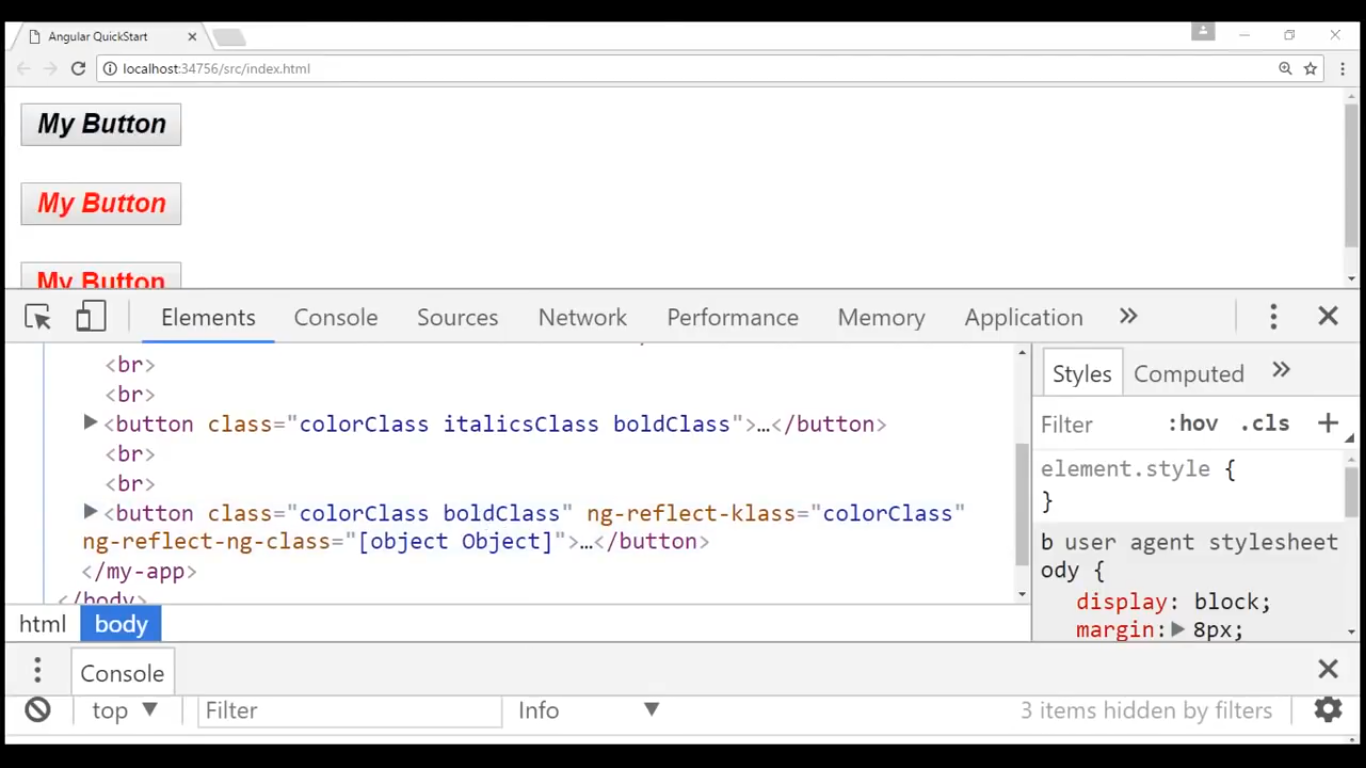 Angular QuickStart
localhost:34756/src/index.html
My Button
My Button
My Button
Elements Console Sources Network Performance Memory Application
<br>
<br>
<button class="colorClass italicsClass boldClass">…</button>
<br>
<br>
<button class="colorClass boldClass" ng-reflect-klass="colorClass"
ng-reflect-ng-class="[object Object]">…</button>
</my-app>
</body>
html body
Styles Computed
Filter :hov .cls +
element.style {
}
b user agent stylesheet
ody {
display: block;
margin: 8px;
Console
top Filter Info 3 items hidden by filters